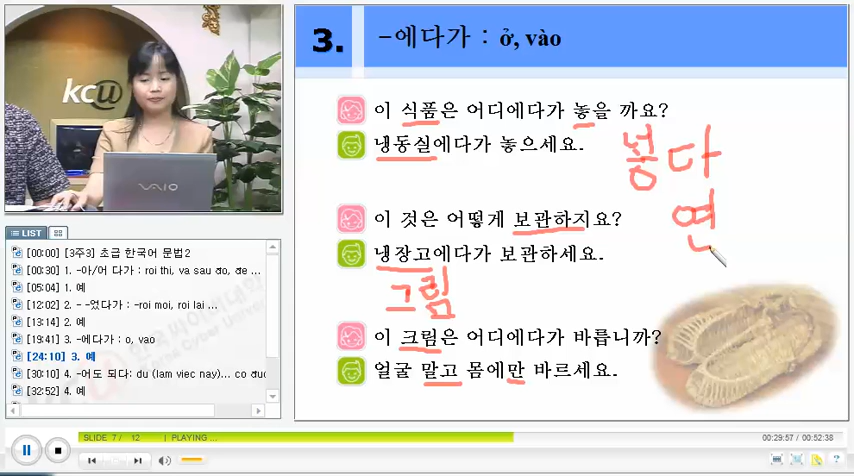 kcu
VAIO
3. -에다가 : ở, vào
이 식품은 어디에다가 놓을 까요?
냉동실에다가 놓으세요.
넣다
연
이 것은 어떻게 보관하지요?
냉장고에다가 보관하세요.
그림
이 크림은 어디에다가 바릅니까?
얼굴 말고 몸에만 바르세요.
LIST
[00:00) [3주3) 초급 한국어 문법2
[00:30) 1. -아/어 다가 : roi thi, va sau do, de ...
[05:04) 1. 예
[12:02) 2. - -었다가 : -roi moi, roi lai ...
[13:14) 2. 예
[19:41) 3. -에다가 : o, vao
[24:10) 3. 예
[30:10) 4. -어도 되다: du (lam viec nay)... co duo
[32:52) 4. 예
SLIDE 7 / 12 | PLAYING ...
00:29:57 / 00:52:38